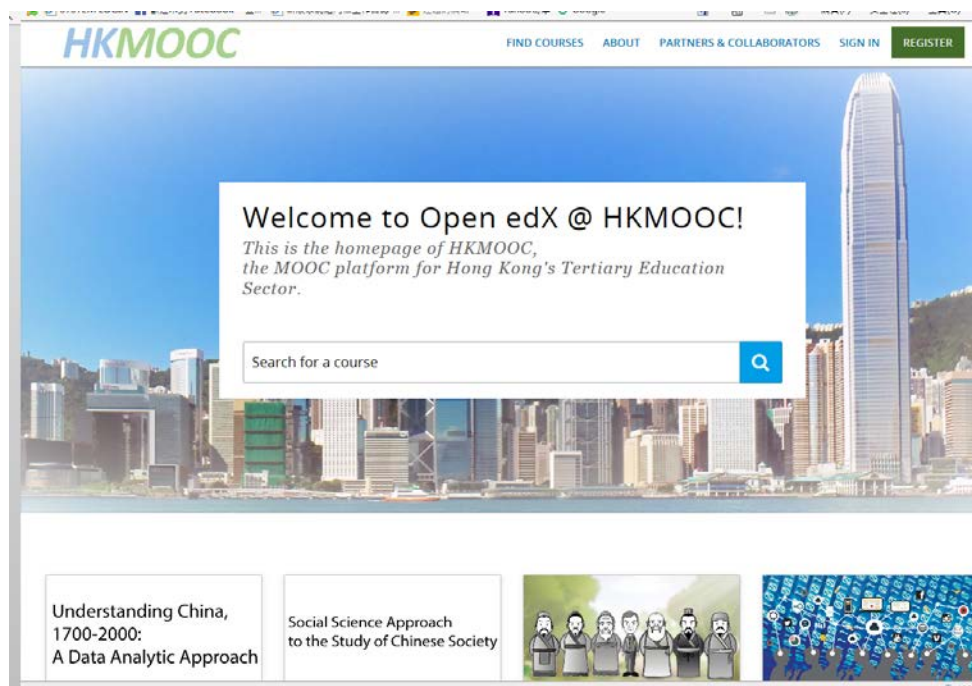 HKMOOC
FIND COURSES ABOUT PARTNERS & COLLABORATORS SIGN IN REGISTER
Welcome to Open edX @ HKMOOC!
This is the homepage of HKMOOC,
the MOOC platform for Hong Kong's Tertiary Education
Sector.
Search for a course
Understanding China,
1700-2000:
A Data Analytic Approach
Social Science Approach
to the Study of Chinese Society